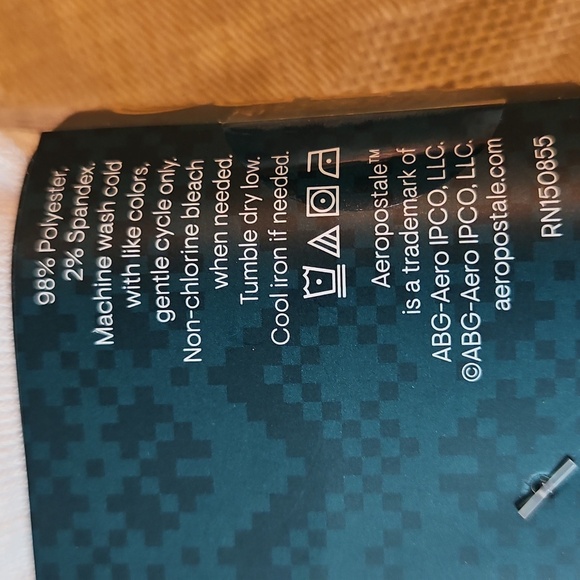 98% Polyester,
2% Spandex.
Machine wash cold
with like colors,
gentle cycle only.
Non-chlorine bleach
when needed.
Tumble dry low.
Cool iron if needed.
Aeropostale™
is a trademark of
ABG-Aero IPCO, LLC.
©ABG-Aero IPCO, LLC.
aeropostale.com
RN150855